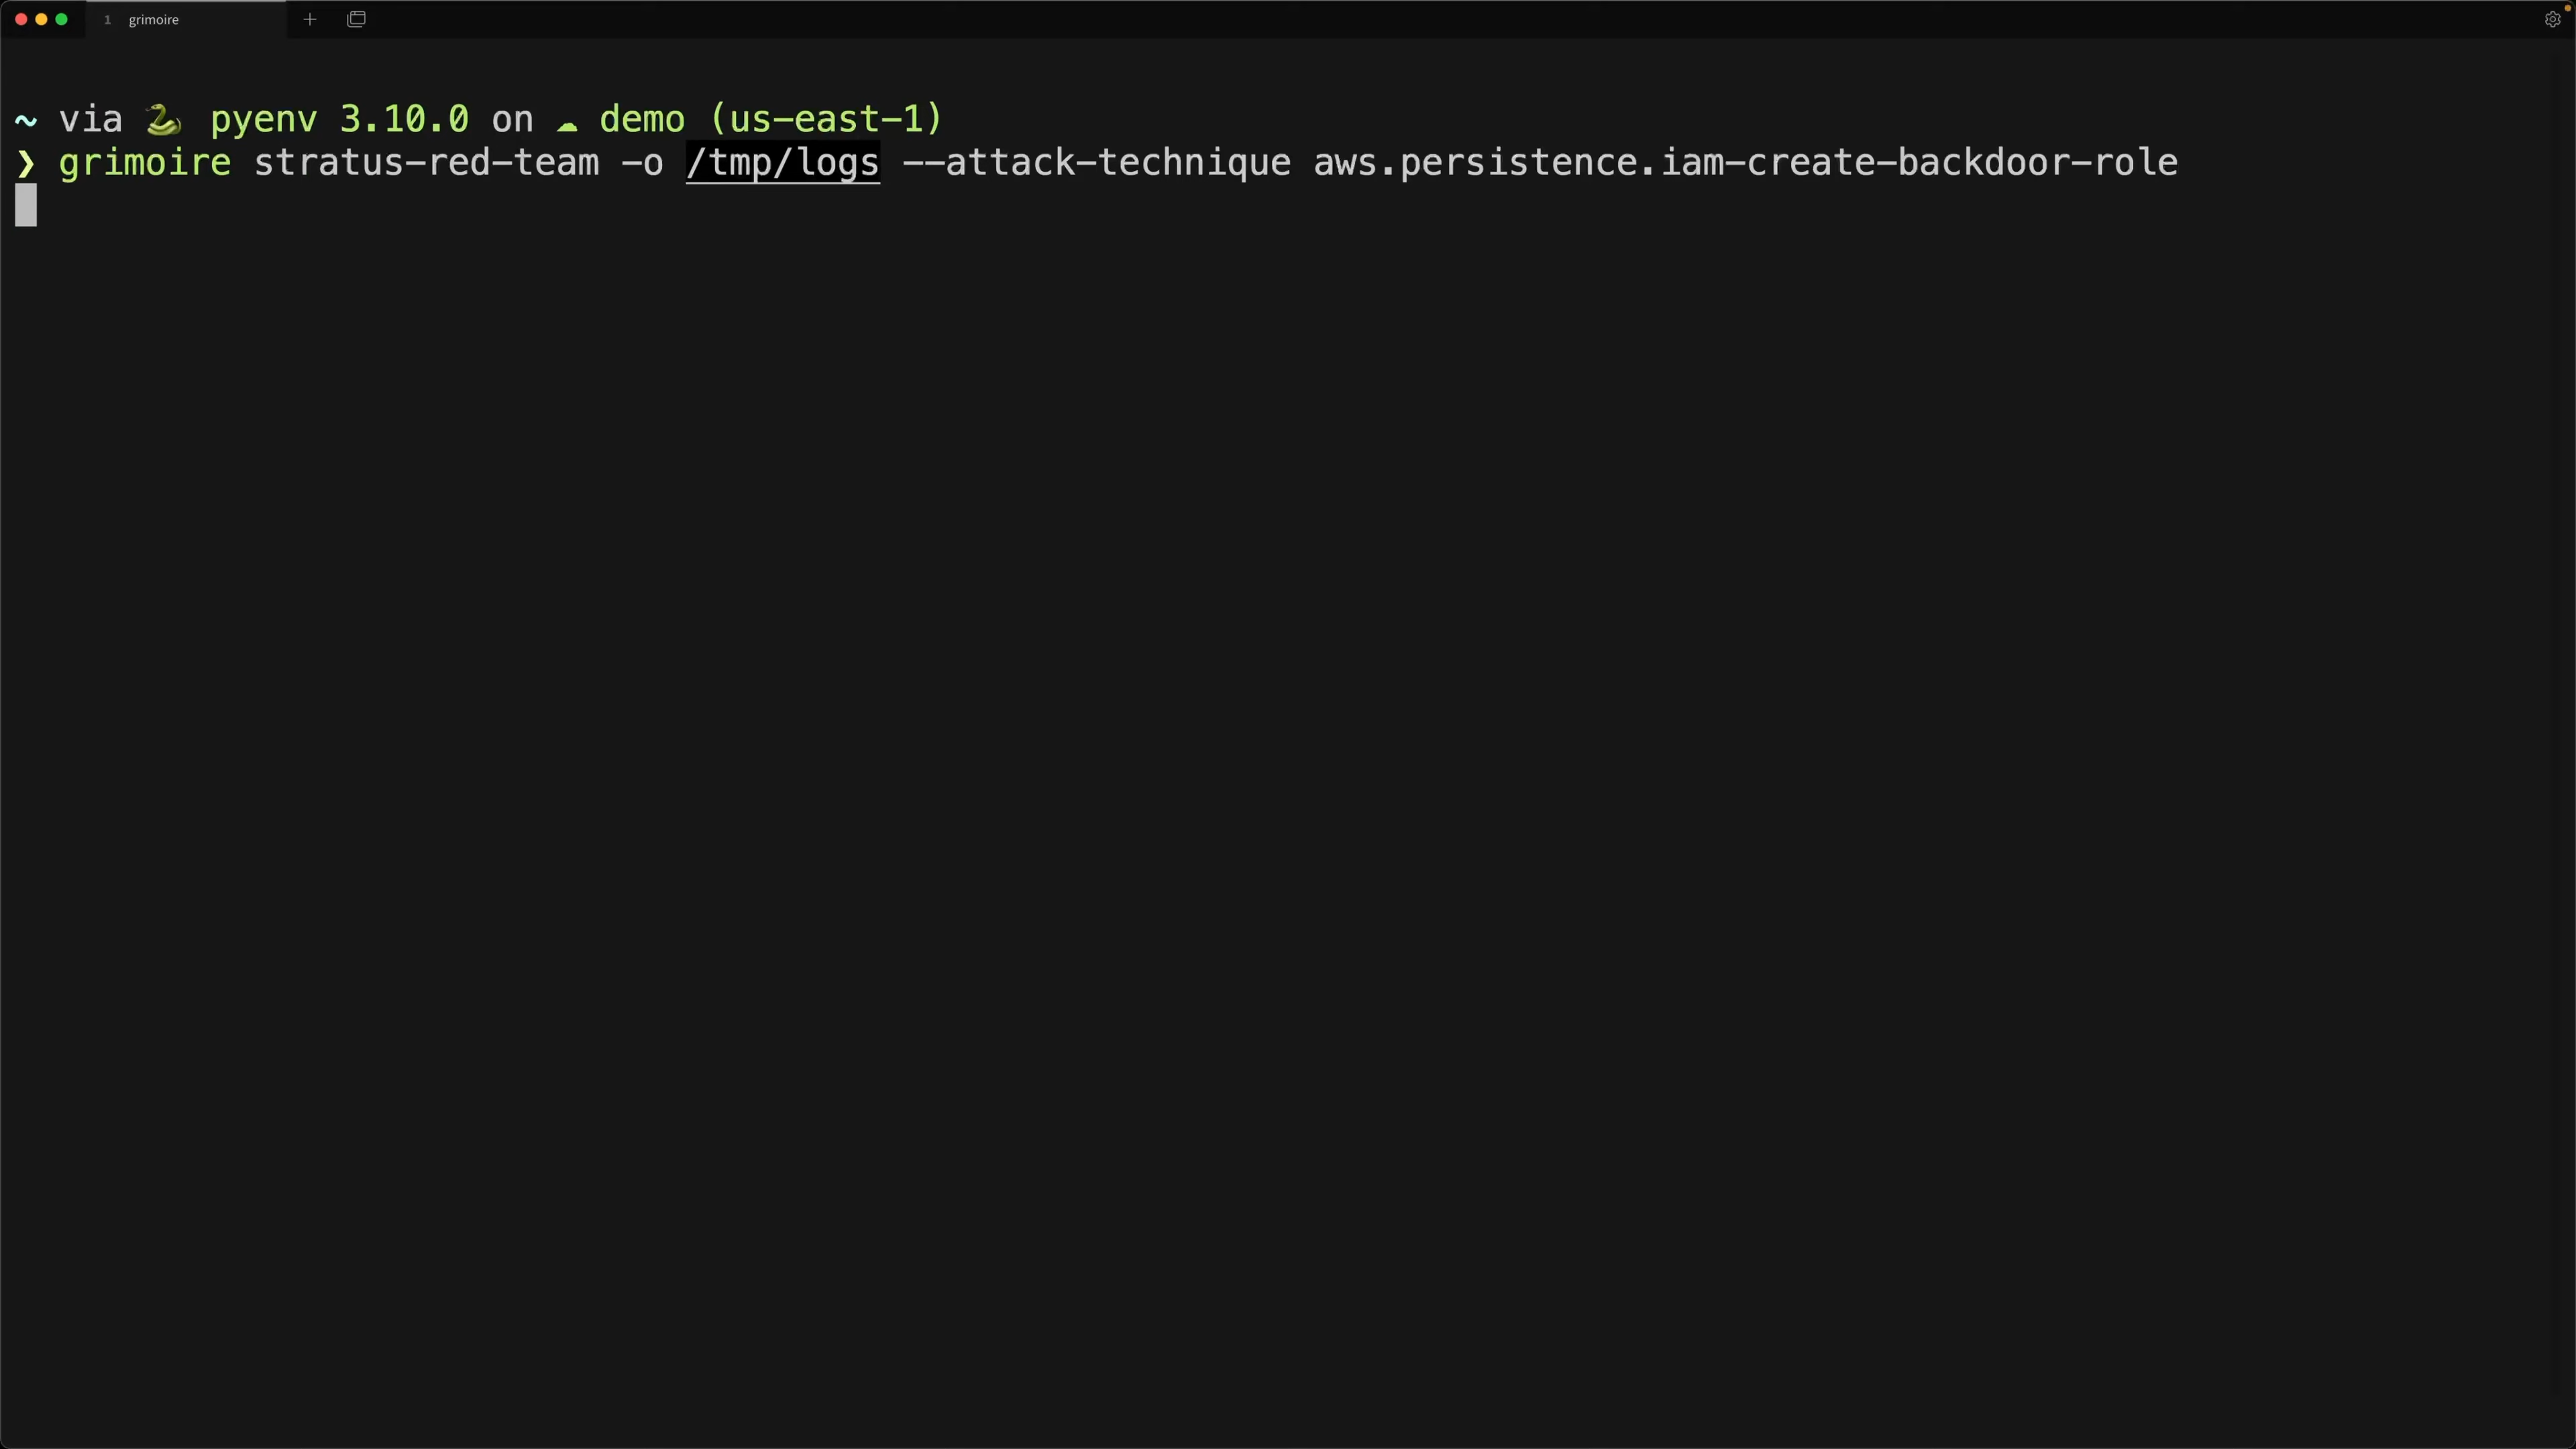 1 grimoire
~ via 🐍 pyenv 3.10.0 on ☁ demo (us-east-1)
❯ grimoire stratus-red-team -o /tmp/logs --attack-technique aws.persistence.iam-create-backdoor-role